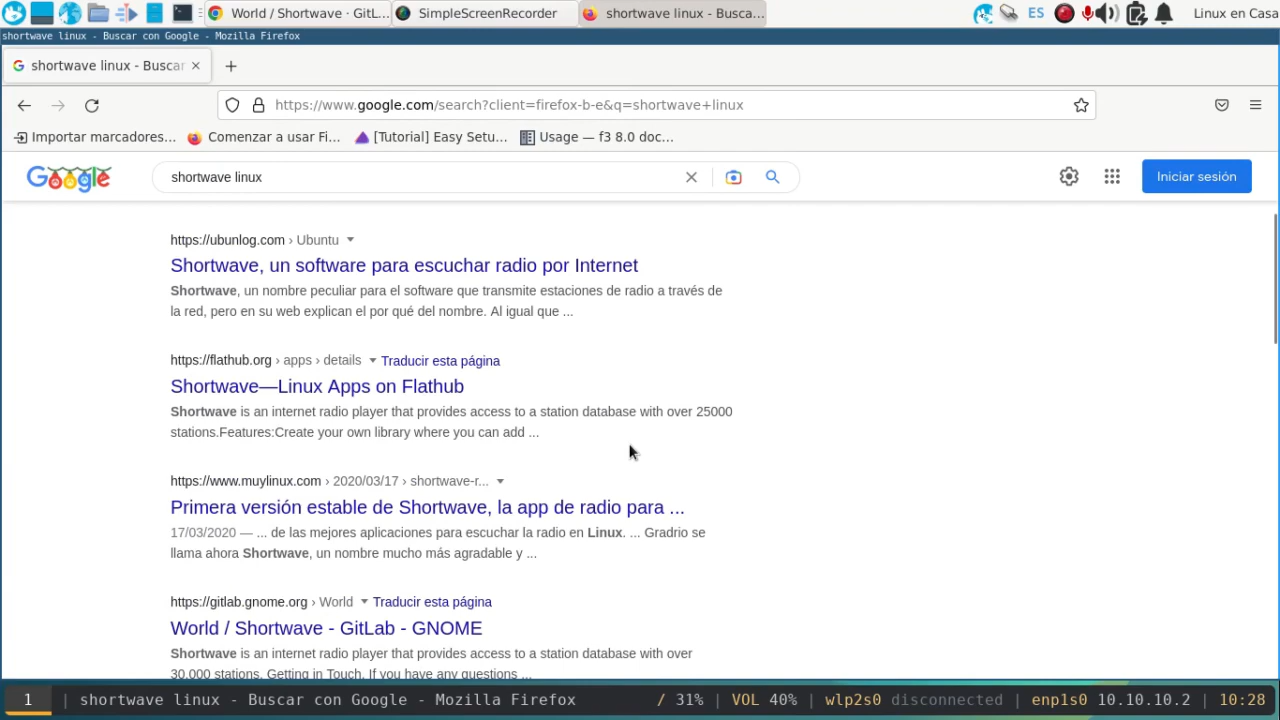 World / Shortwave · GitL...
SimpleScreenRecorder
shortwave linux - Busca...
ES
Linux en Casa
shortwave linux - Buscar con Google - Mozilla Firefox
shortwave linux - Buscar
https://www.google.com/search?client=firefox-b-e&q=shortwave+linux
Importar marcadores...
Comenzar a usar Fi...
[Tutorial] Easy Setu...
Usage — f3 8.0 doc...
Google
shortwave linux
Iniciar sesión
https://ubunlog.com › Ubuntu
Shortwave, un software para escuchar radio por Internet
Shortwave, un nombre peculiar para el software que transmite estaciones de radio a través de
la red, pero en su web explican el por qué del nombre. Al igual que ...
https://flathub.org › apps › details Traducir esta página
Shortwave—Linux Apps on Flathub
Shortwave is an internet radio player that provides access to a station database with over 25000
stations.Features:Create your own library where you can add ...
https://www.muylinux.com › 2020/03/17 › shortwave-r...
Primera versión estable de Shortwave, la app de radio para ...
17/03/2020 — ... de las mejores aplicaciones para escuchar la radio en Linux. ... Gradrio se
llama ahora Shortwave, un nombre mucho más agradable y ...
https://gitlab.gnome.org › World Traducir esta página
World / Shortwave - GitLab - GNOME
Shortwave is an internet radio player that provides access to a station database with over
30.000 stations. Getting in Touch. If you have any questions ...
1 | shortwave linux - Buscar con Google - Mozilla Firefox / 31% | VOL 40% | wlp2s0 disconnected | enp1s0 10.10.10.2 | 10:28